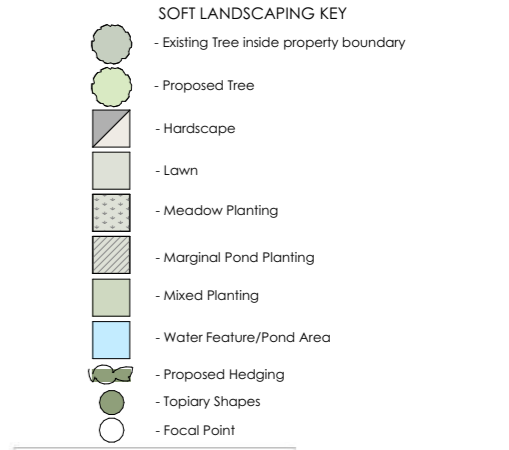 SOFT LANDSCAPING KEY
- Existing Tree inside property boundary
- Proposed Tree
- Hardscape
- Lawn
- Meadow Planting
- Marginal Pond Planting
- Mixed Planting
- Water Feature/Pond Area
- Proposed Hedging
- Topiary Shapes
- Focal Point